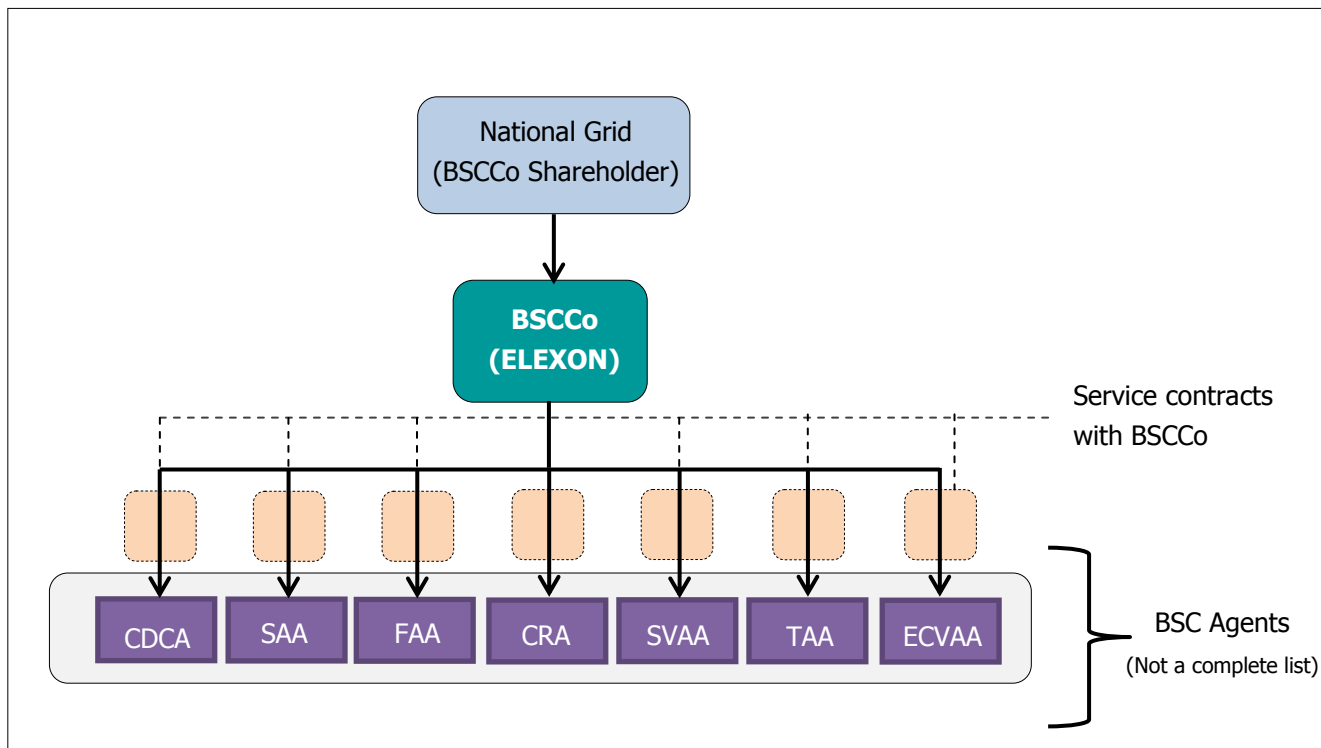 National Grid
(BSCCo Shareholder)
BSCCo
(ELEXON)
Service contracts
with BSCCo
CDCA
SAA
FAA
CRA
SVAA
TAA
ECVAA
BSC Agents
(Not a complete list)